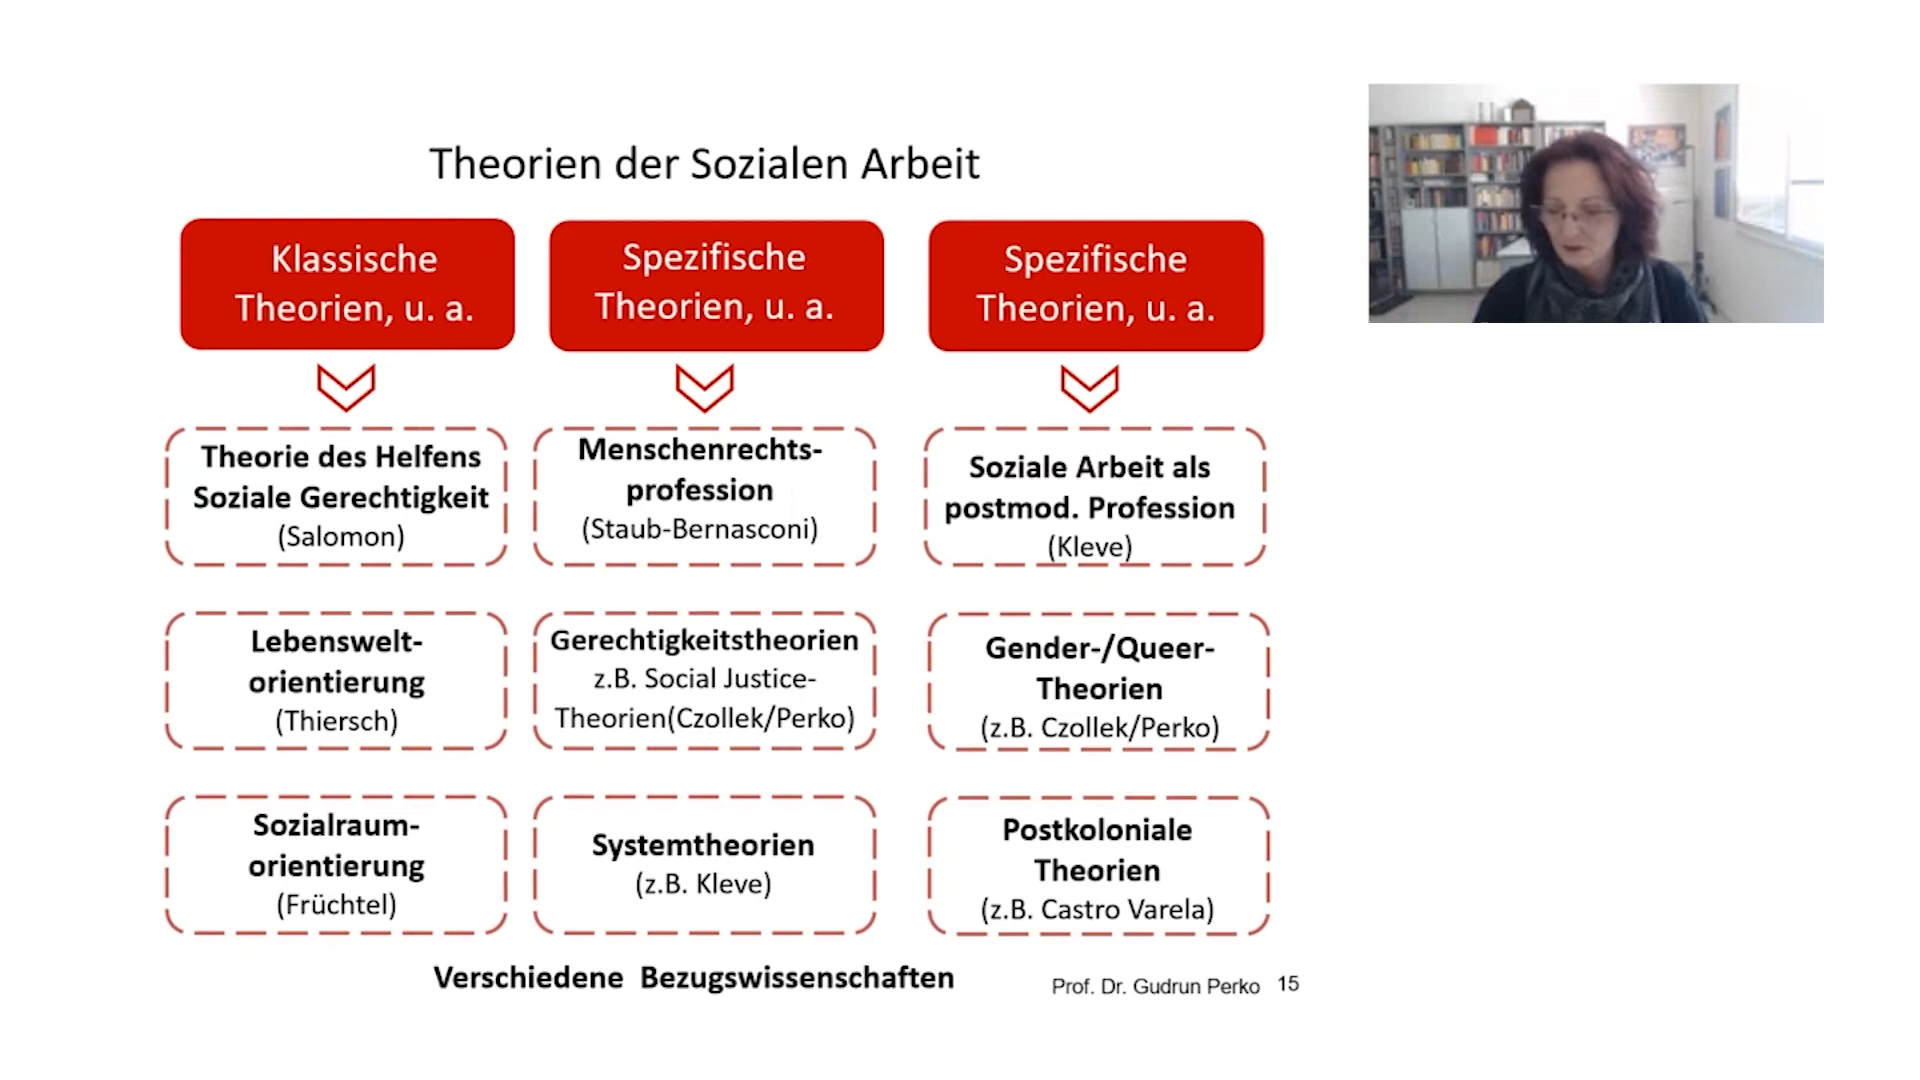 Theorien der Sozialen Arbeit
Klassische
Theorien, u. a.
Theorie des Helfens
Soziale Gerechtigkeit
(Salomon)
Lebenswelt-
orientierung
(Thiersch)
Sozialraum-
orientierung
(Früchtel)
Spezifische
Theorien, u. a.
Menschenrechts-
profession
(Staub-Bernasconi)
Gerechtigkeitstheorien
z.B. Social Justice-
Theorien(Czollek/Perko)
Systemtheorien
(z.B. Kleve)
Spezifische
Theorien, u. a.
Soziale Arbeit als
postmod. Profession
(Kleve)
Gender-/Queer-
Theorien
(z.B. Czollek/Perko)
Postkoloniale
Theorien
(z.B. Castro Varela)
Verschiedene Bezugswissenschaften
Prof. Dr. Gudrun Perko 15